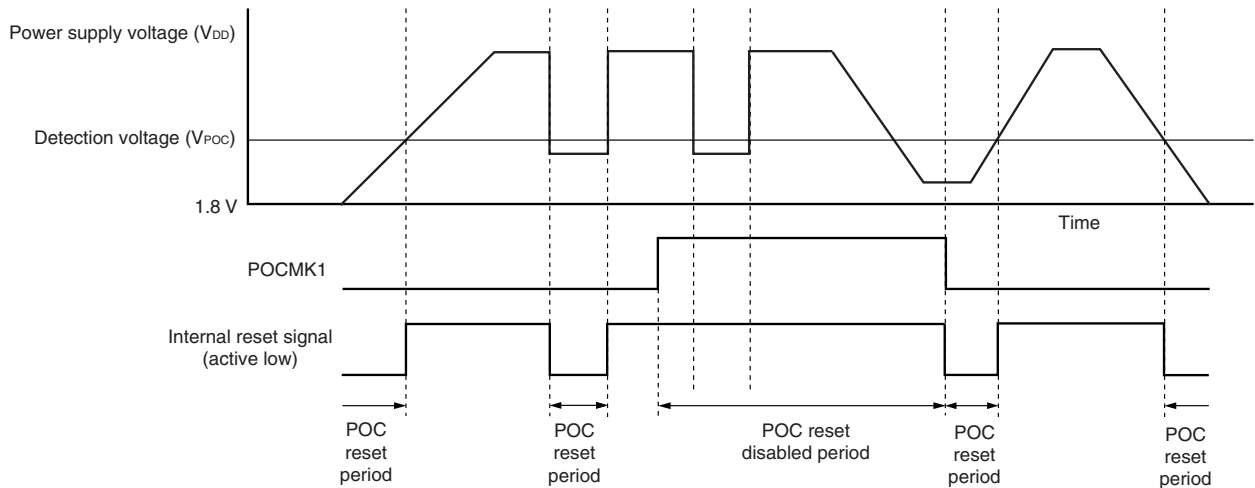 Power supply voltage (VDD)
Detection voltage (VPOC)
1.8 V
Time
POCMK1
Internal reset signal
(active low)
POC
reset
period
POC
reset
period
POC reset
disabled period
POC
reset
period
POC
reset
period